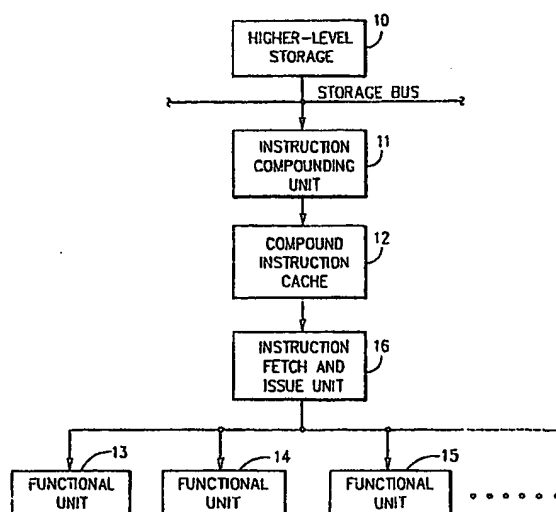 10
HIGHER-LEVEL
STORAGE
STORAGE BUS
11
INSTRUCTION
COMPOUNDING
UNIT
12
COMPOUND
INSTRUCTION
CACHE
16
INSTRUCTION
FETCH AND
ISSUE UNIT
13
14
15
FUNCTIONAL
UNIT
FUNCTIONAL
UNIT
FUNCTIONAL
UNIT